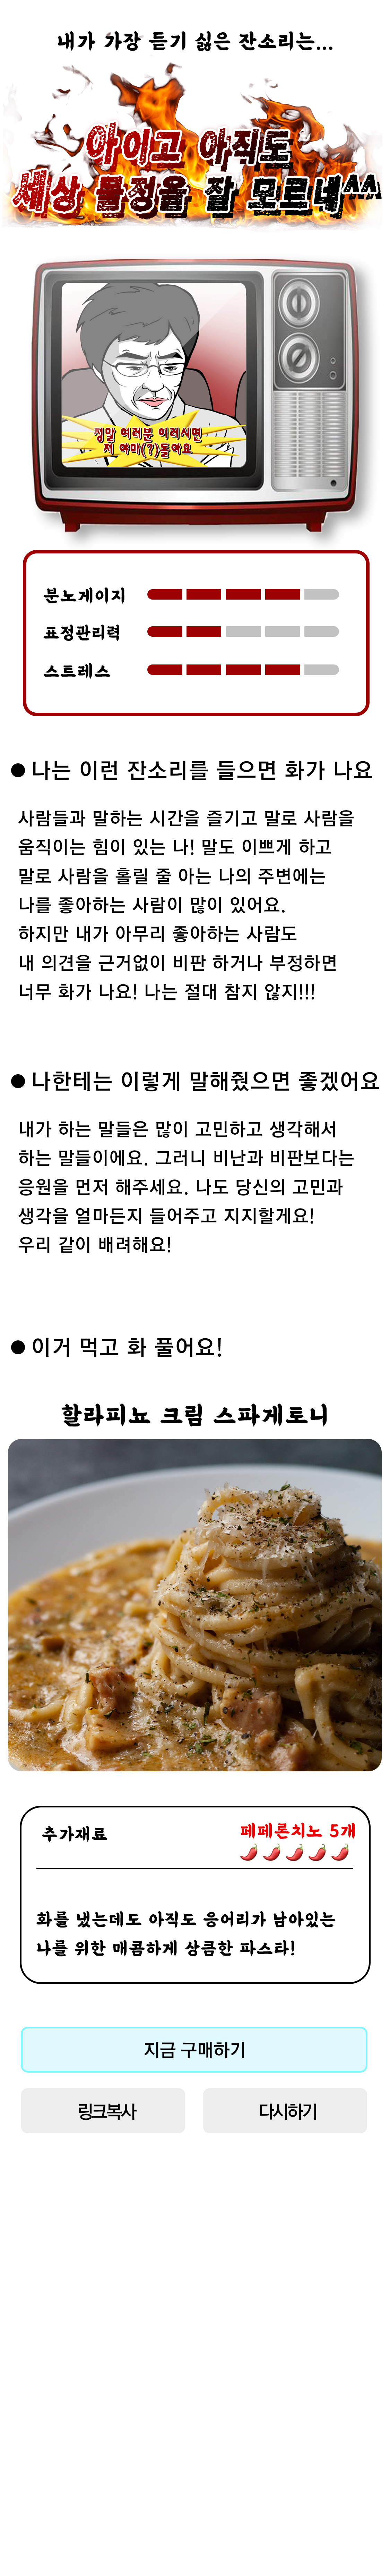 내가 가장 듣기 싫은 잔소리는...
아이고 아직도
세상 물정을 잘 모르네^^
정말 여러분 이러시면
저 야마(?)돌아요
분노게이지
표정관리력
스트레스
● 나는 이런 잔소리를 들으면 화가 나요
사람들과 말하는 시간을 즐기고 말로 사람을
움직이는 힘이 있는 나! 말도 이쁘게 하고
말로 사람을 홀릴 줄 아는 나의 주변에는
나를 좋아하는 사람이 많이 있어요.
하지만 내가 아무리 좋아하는 사람도
내 의견을 근거없이 비판 하거나 부정하면
너무 화가 나요! 나는 절대 참지 않지!!!
● 나한테는 이렇게 말해줬으면 좋겠어요
내가 하는 말들은 많이 고민하고 생각해서
하는 말들이에요. 그러니 비난과 비판보다는
응원을 먼저 해주세요. 나도 당신의 고민과
생각을 얼마든지 들어주고 지지할게요!
우리 같이 배려해요!
● 이거 먹고 화 풀어요!
할라피뇨 크림 스파게토니
추가재료
페페론치노 5개
화를 냈는데도 아직도 응어리가 남아있는
나를 위한 매콤하게 상큼한 파스타!
지금 구매하기
링크복사
다시하기